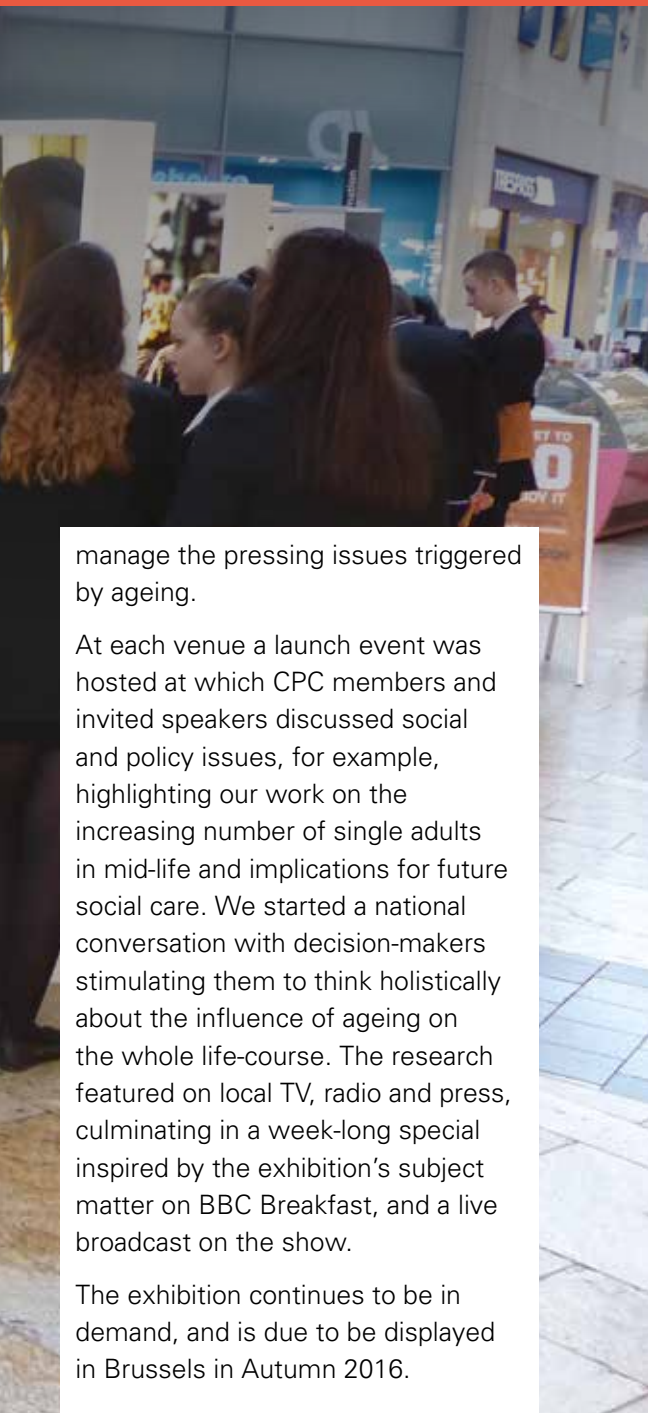 manage the pressing issues triggered
by ageing.
At each venue a launch event was
hosted at which CPC members and
invited speakers discussed social
and policy issues, for example,
highlighting our work on the
increasing number of single adults
in mid-life and implications for future
social care. We started a national
conversation with decision-makers
stimulating them to think holistically
about the influence of ageing on
the whole life-course. The research
featured on local TV, radio and press,
culminating in a week-long special
inspired by the exhibition’s subject
matter on BBC Breakfast, and a live
broadcast on the show.
The exhibition continues to be in
demand, and is due to be displayed
in Brussels in Autumn 2016.